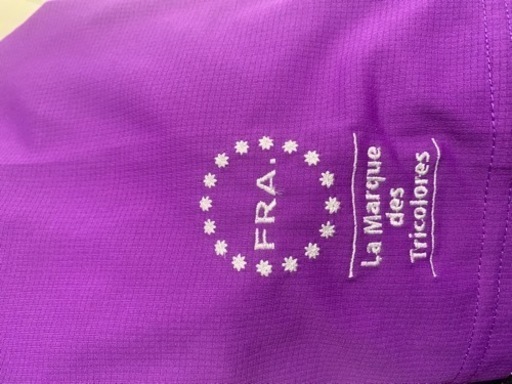 FRA.
La Marque
des
Tricolores